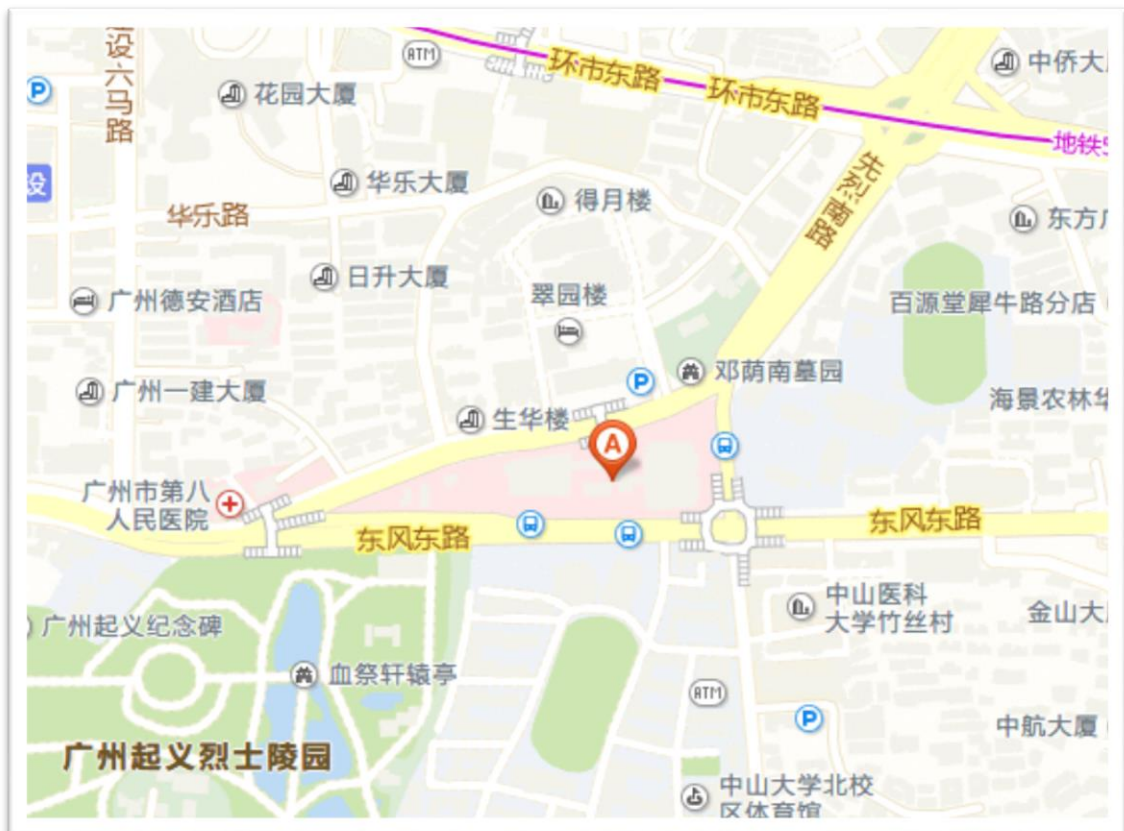 建设六马路
ATM
环市东路
环市东路
中侨大
P
花园大厦
地铁5
设
华乐大厦
得月楼
先烈南路
华乐路
东方
日升大厦
翠园楼
广州德安酒店
百源堂犀牛路分店
P
邓荫南墓园
广州一建大厦
海景农林华
生华楼
A
广州市第八
人民医院
东风东路
东风东路
中山医科
大学竹丝村
金山大
广州起义纪念碑
血祭轩辕亭
ATM
P
中航大厦
广州起义烈士陵园
中山大学北校
区体育馆